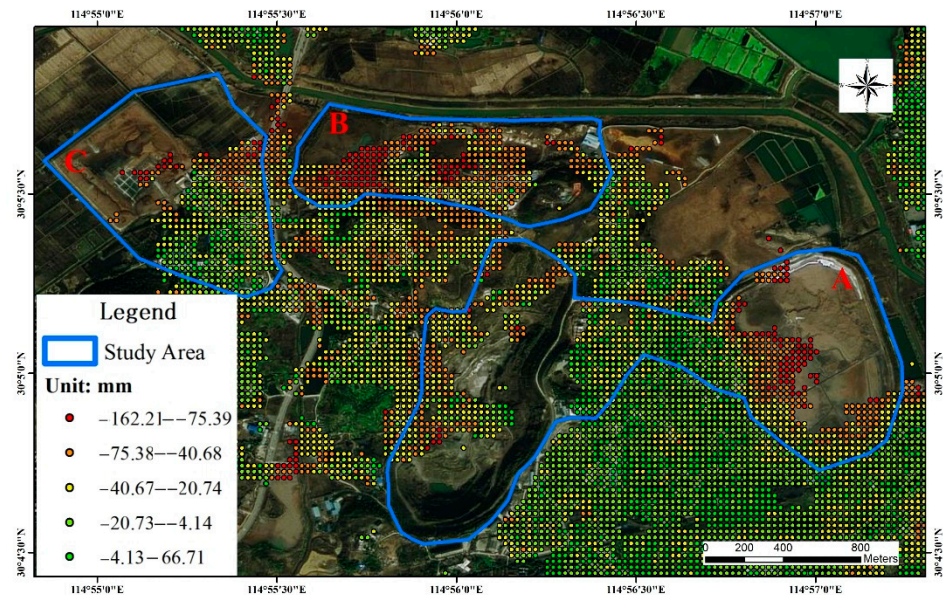 114°55'0"E 114°55'30"E 114°56'0"E 114°56'30"E 114°57'0"E
B
C
A
30°5'30"N 30°5'30"N
30°5'0"N 30°5'0"N
30°4'30"N 30°4'30"N
Legend
Study Area
Unit: mm
-162.21--75.39
-75.38--40.68
-40.67--20.74
-20.73--4.14
-4.13-66.71
0 200 400 800
Meters
114°55'0"E 114°55'30"E 114°56'0"E 114°56'30"E 114°57'0"E